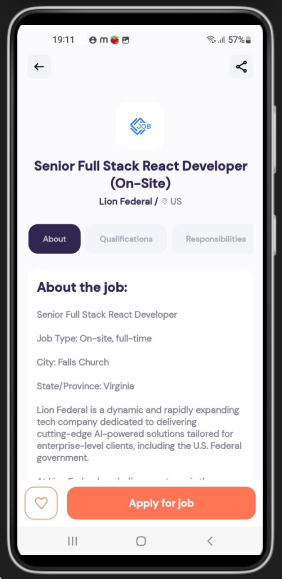 19:11
57%
JOB
Senior Full Stack React Developer
(On-Site)
Lion Federal / US
About
Qualifications
Responsibilities
About the job:
Senior Full Stack React Developer
Job Type: On-site, full-time
City: Falls Church
State/Province: Virginia
Lion Federal is a dynamic and rapidly expanding
tech company dedicated to delivering
cutting-edge AI-powered solutions tailored for
enterprise-level clients, including the U.S. Federal
government.
Apply for job